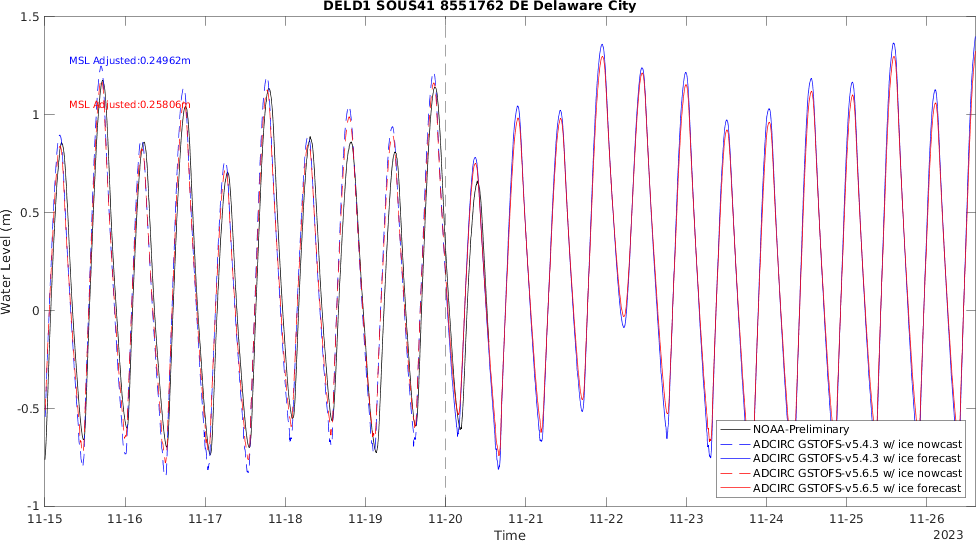 DELD1 SOUS41 8551762 DE Delaware City
1.5
1
0.5
0
-0.5
-1
Water Level (m)
MSL Adjusted:0.24962m
MSL Adjusted:0.25806m
NOAA-Preliminary
ADCIRC GSTOFS-v5.4.3 w/ ice nowcast
ADCIRC GSTOFS-v5.4.3 w/ ice forecast
ADCIRC GSTOFS-v5.6.5 w/ ice nowcast
ADCIRC GSTOFS-v5.6.5 w/ ice forecast
11-15 11-16 11-17 11-18 11-19 11-20 11-21 11-22 11-23 11-24 11-25 11-26
Time
2023